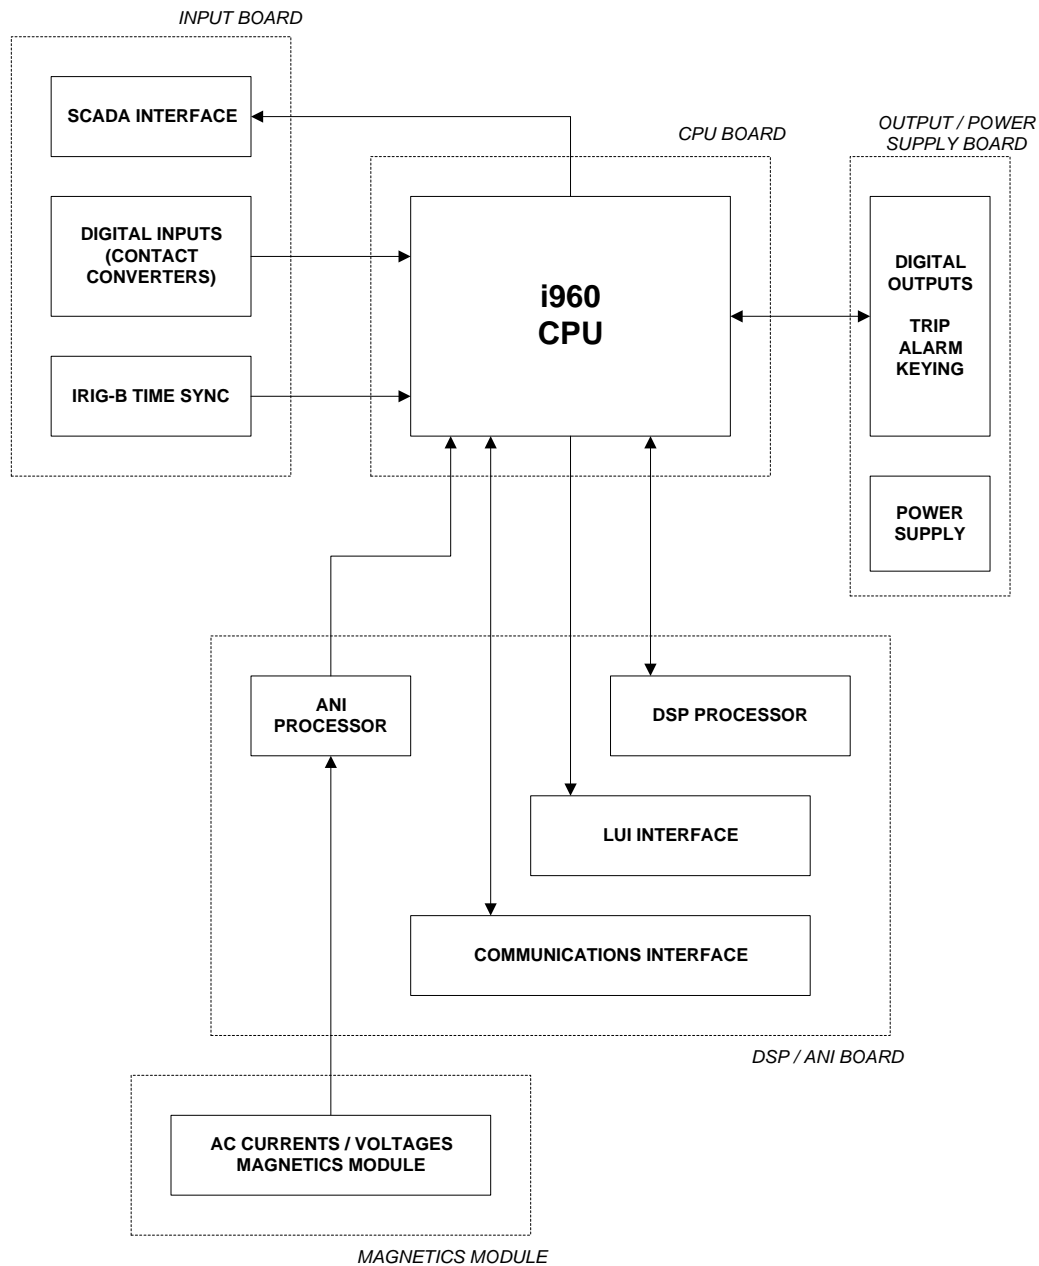 INPUT BOARD
SCADA INTERFACE
DIGITAL INPUTS
(CONTACT
CONVERTERS)
IRIG-B TIME SYNC
CPU BOARD
i960
CPU
OUTPUT / POWER
SUPPLY BOARD
DIGITAL
OUTPUTS
TRIP
ALARM
KEYING
POWER
SUPPLY
ANI
PROCESSOR
DSP PROCESSOR
LUI INTERFACE
COMMUNICATIONS INTERFACE
DSP / ANI BOARD
AC CURRENTS / VOLTAGES
MAGNETICS MODULE
MAGNETICS MODULE